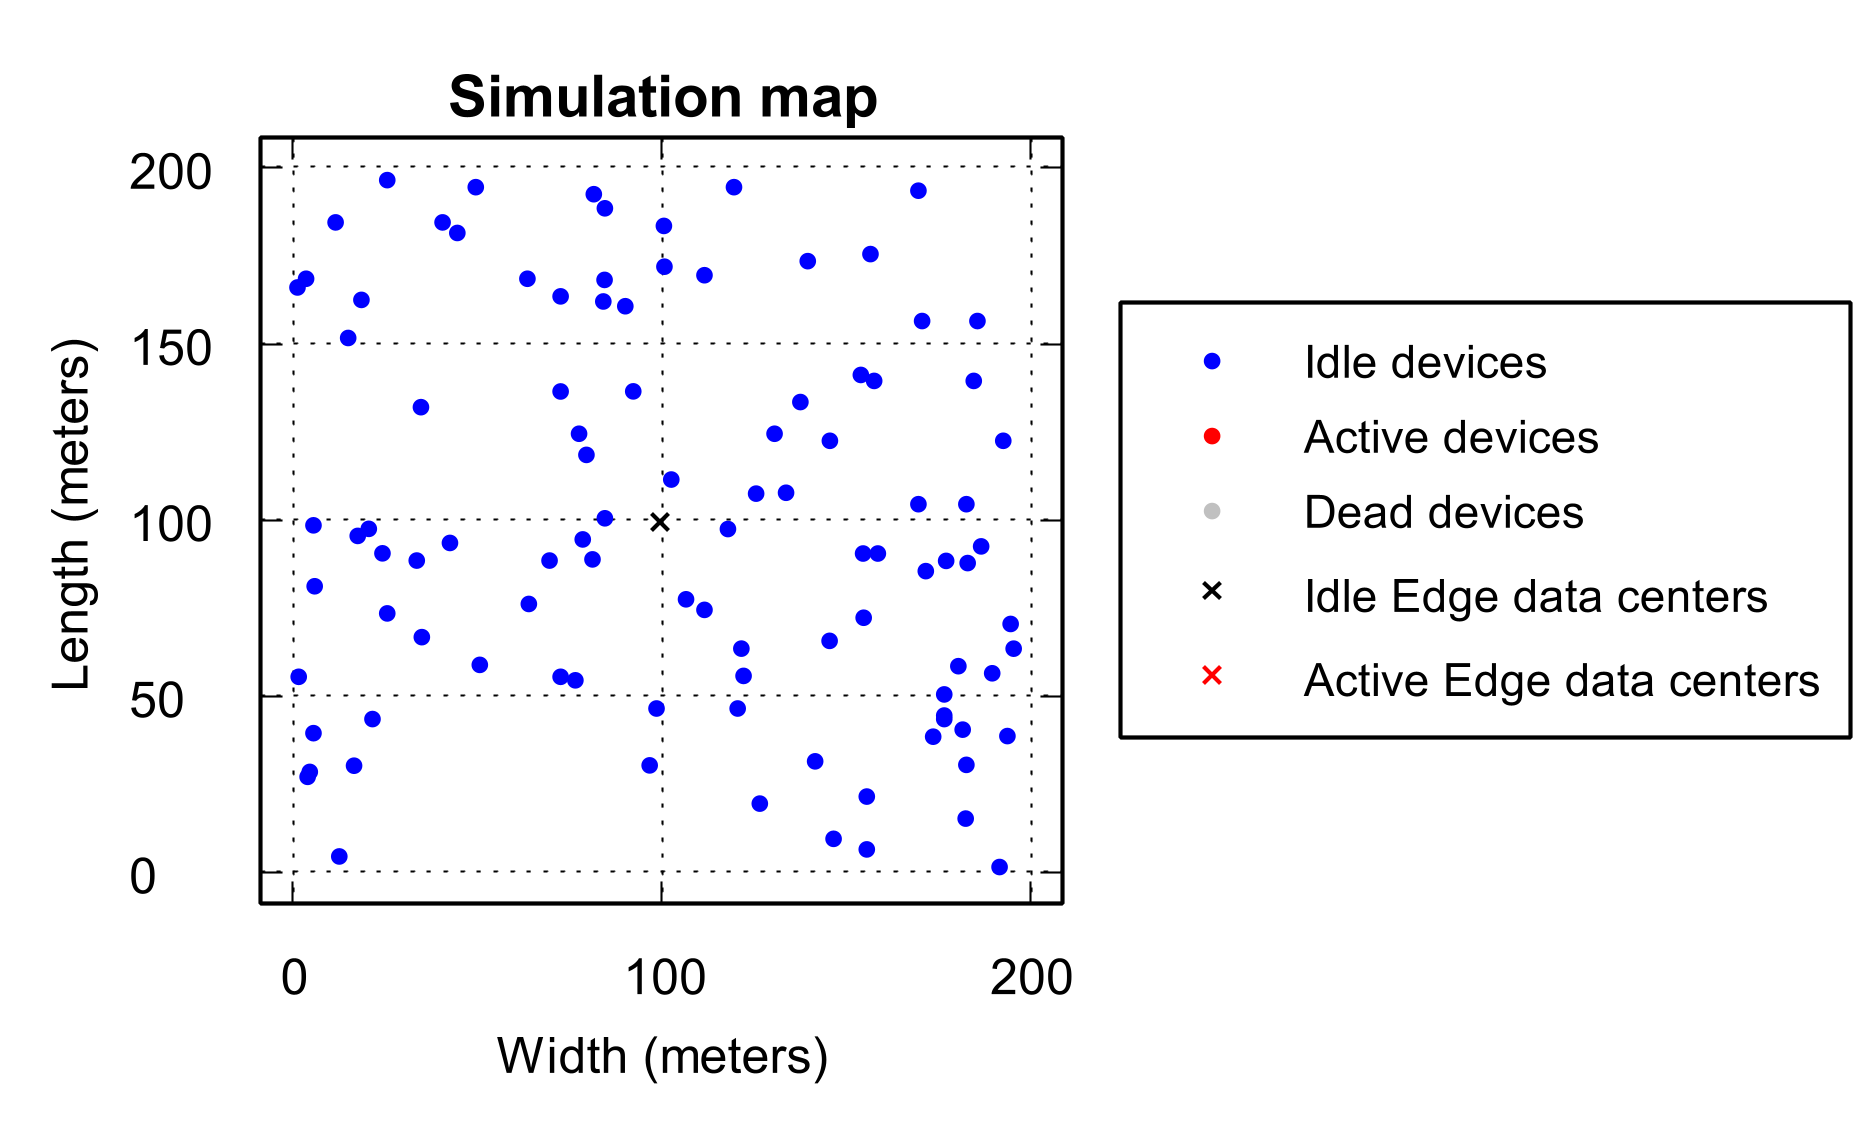 Simulation map
200
150
100
50
0
Length (meters)
0 100 200
Width (meters)
Idle devices
Active devices
Dead devices
Idle Edge data centers
Active Edge data centers